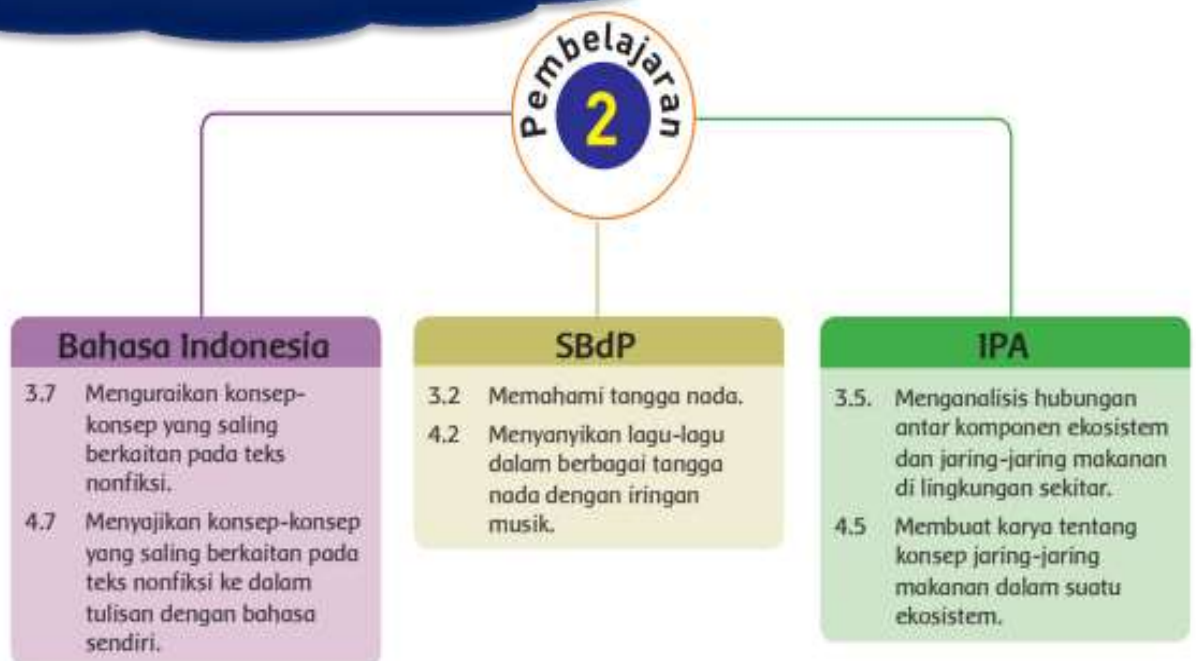 Pembelajaran
2
Bahasa Indonesia
3.7 Menguraikan konsep-
konsep yang saling
berkaitan pada teks
nonfiksi.
4.7 Menyajikan konsep-konsep
yang saling berkaitan pada
teks nonfiksi ke dalam
tulisan dengan bahasa
sendiri.
SBdP
3.2 Memahami tangga nada.
4.2 Menyanyikan lagu-lagu
dalam berbagai tangga
nada dengan iringan
musik.
IPA
3.5. Menganalisis hubungan
antar komponen ekosistem
dan jaring-jaring makanan
di lingkungan sekitar.
4.5 Membuat karya tentang
konsep jaring-jaring
makanan dalam suatu
ekosistem.